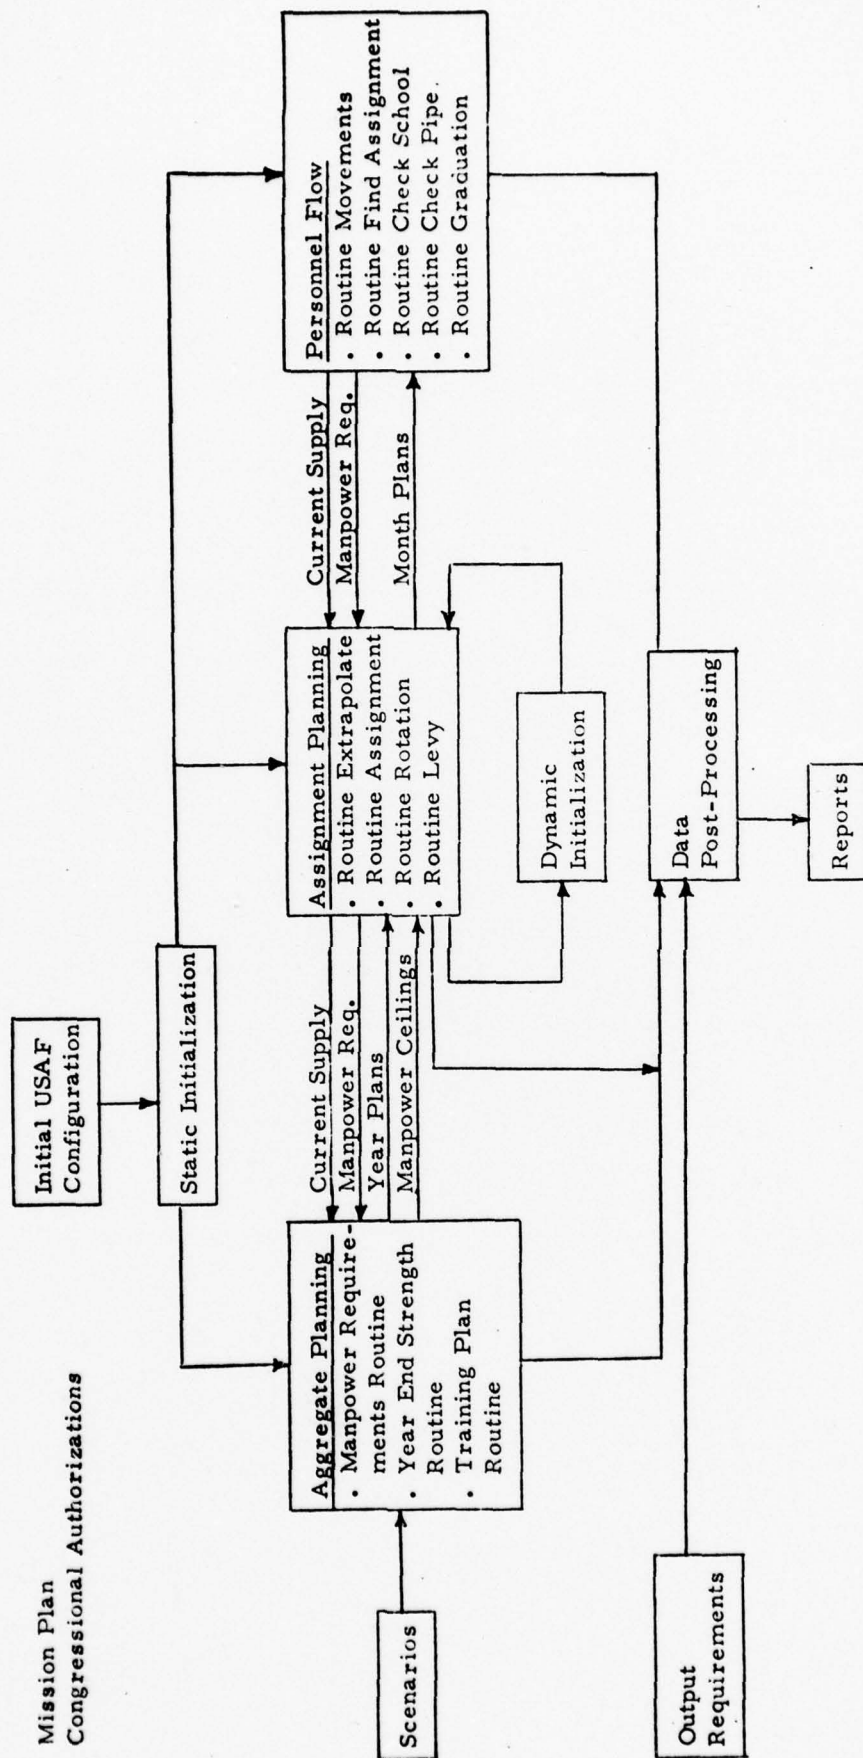 Mission Plan
Congressional Authorizations
Initial USAF
Configuration
Static Initialization
Scenarios
Aggregate Planning
• Manpower Require-
ments Routine
• Year End Strength
Routine
• Training Plan
Routine
Current Supply
Manpower Req.
Year Plans
Manpower Ceilings
Assignment Planning
• Routine Extrapolate
• Routine Assignment
• Routine Rotation
• Routine Levy
Current Supply
Manpower Req.
Month Plans
Personnel Flow
• Routine Movements
• Routine Find Assignment
• Routine Check School
• Routine Check Pipe.
• Routine Graduation
Dynamic
Initialization
Output
Requirements
Data
Post-Processing
Reports